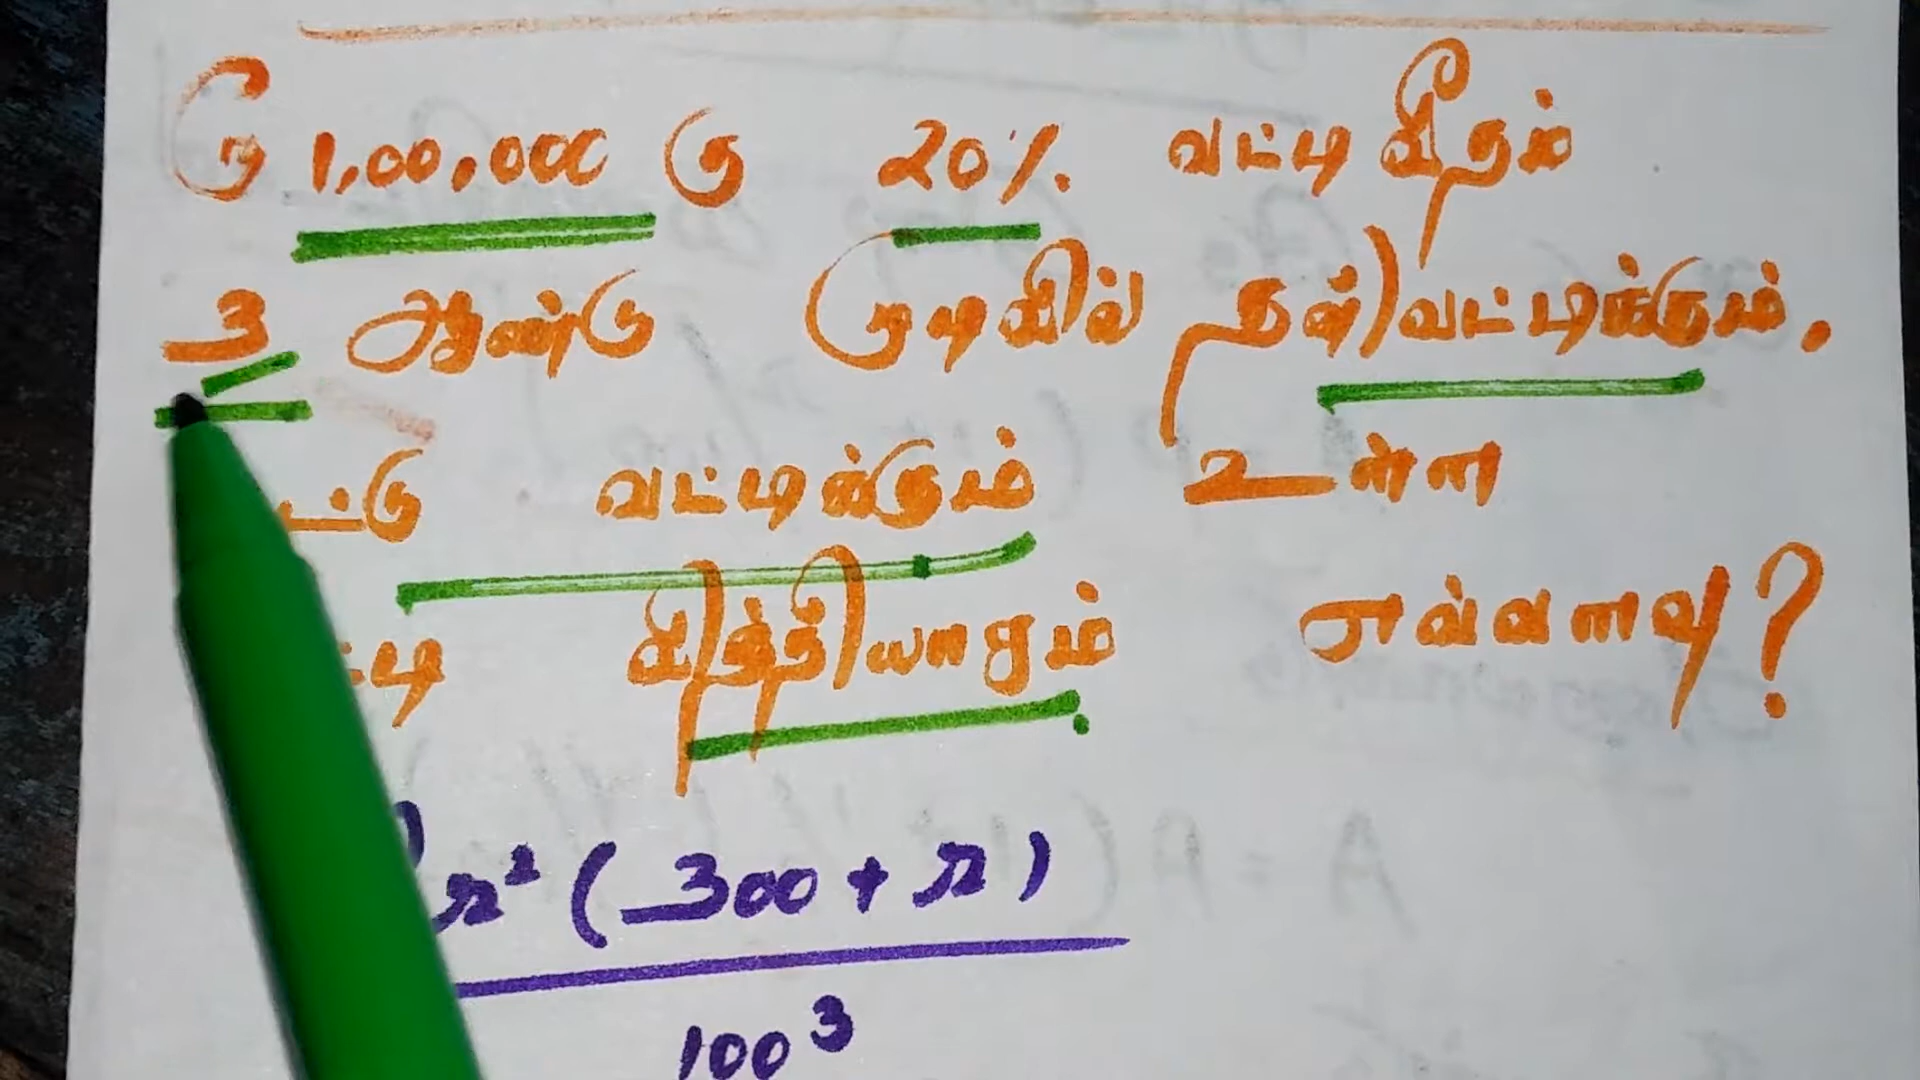 ரூ 1,00,000 கு 20%. வட்டி வீதம்
3 ஆண்டு முடிவில் தனிவட்டிக்கும்.
வட்டிக்கும் உள்ள
வித்தியாசம் எவ்வளவு?
r² (300 + r)
100³